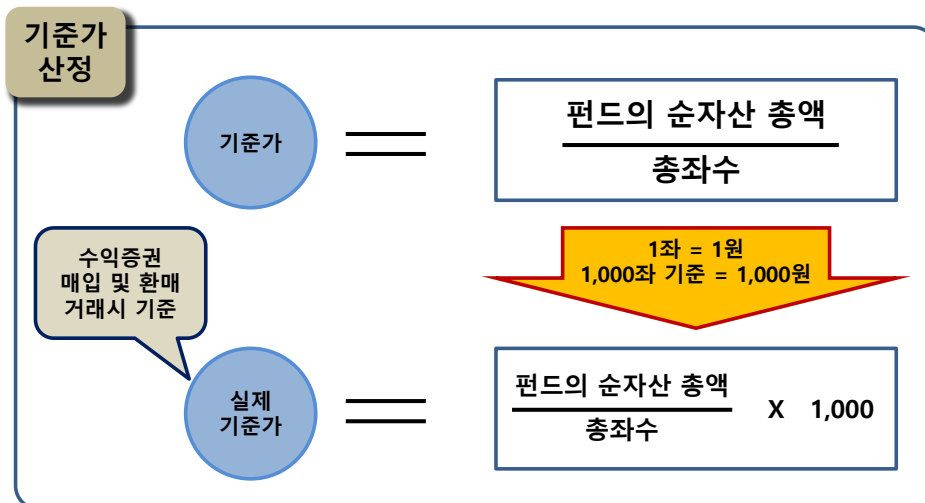 기준가
산정
기준가
펀드의 순자산 총액
총좌수
1좌 = 1원
1,000좌 기준 = 1,000원
수익증권
매입 및 환매
거래시 기준
실제
기준가
펀드의 순자산 총액
총좌수
X 1,000